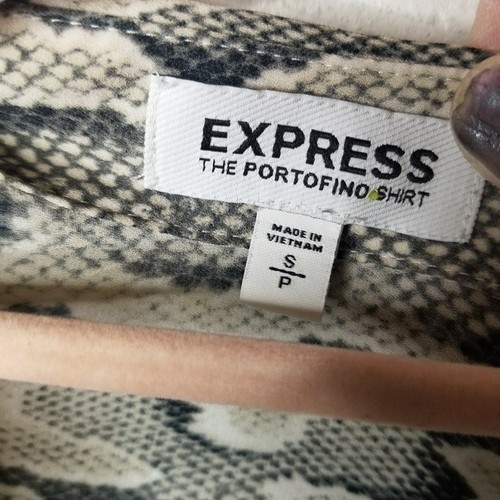 EXPRESS
THE PORTOFINO SHIRT
MADE IN
VIETNAM
S
P